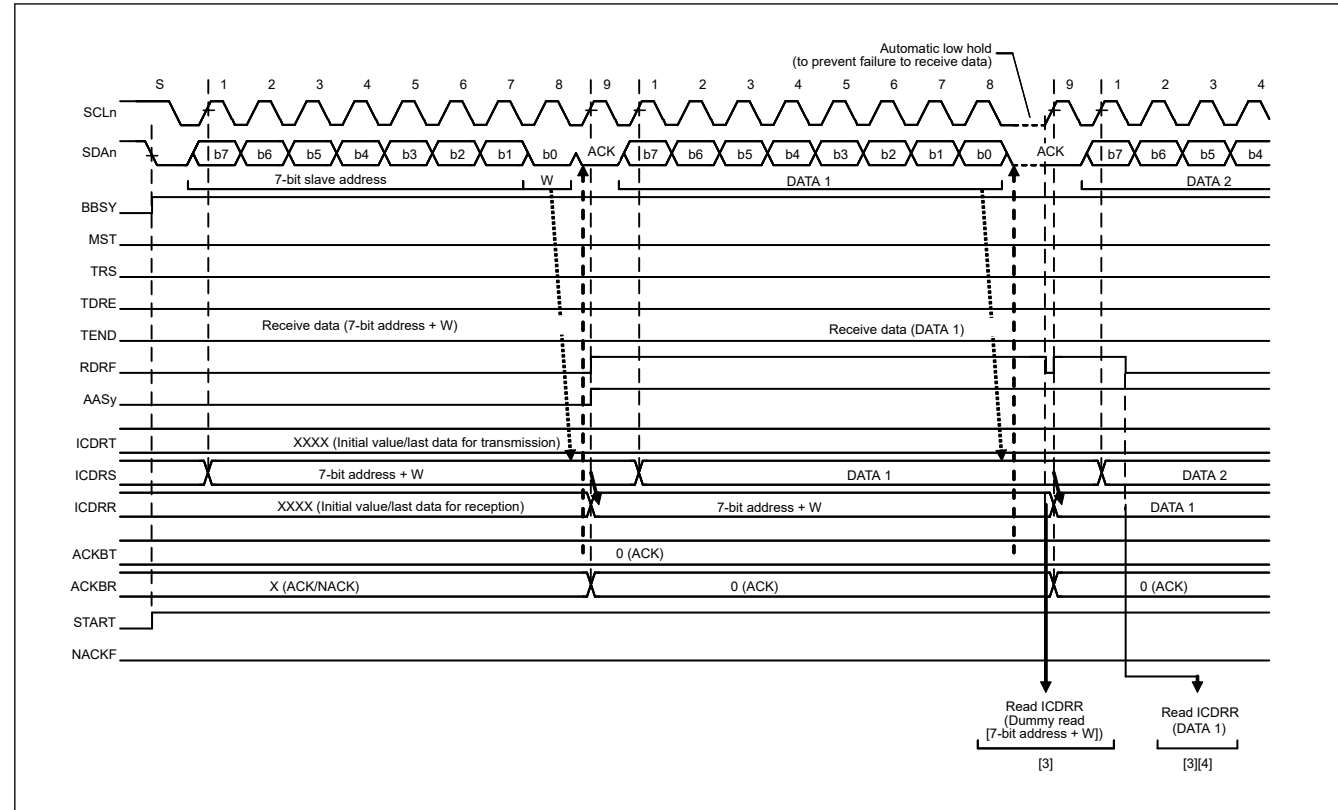 Automatic low hold
(to prevent failure to receive data)
S 1 2 3 4 5 6 7 8 9 1 2 3 4 5 6 7 8 9 1 2 3 4
SCLn
SDAn b7 b6 b5 b4 b3 b2 b1 b0 ACK b7 b6 b5 b4 b3 b2 b1 b0 ACK b7 b6 b5 b4
7-bit slave address W DATA 1 DATA 2
BBSY
MST
TRS
TDRE
Receive data (7-bit address + W) Receive data (DATA 1)
TEND
RDRF
AASy
ICDRT XXXX (Initial value/last data for transmission)
ICDRS 7-bit address + W DATA 1 DATA 2
ICDRR XXXX (Initial value/last data for reception) 7-bit address + W DATA 1
ACKBT 0 (ACK)
ACKBR X (ACK/NACK) 0 (ACK) 0 (ACK)
START
NACKF
Read ICDRR
(Dummy read
[7-bit address + W])
[3]
Read ICDRR
(DATA 1)
[3][4]